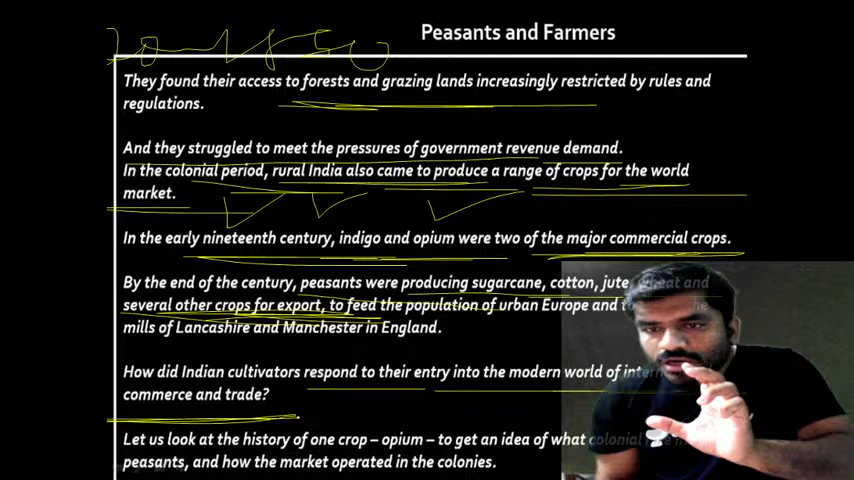 Peasants and Farmers
They found their access to forests and grazing lands increasingly restricted by rules and
regulations.
And they struggled to meet the pressures of government revenue demand.
In the colonial period, rural India also came to produce a range of crops for the world
market.
In the early nineteenth century, indigo and opium were two of the major commercial crops.
By the end of the century, peasants were producing sugarcane, cotton, jute, wheat and
several other crops for export, to feed the population of urban Europe and
mills of Lancashire and Manchester in England.
How did Indian cultivators respond to their entry into the modern world of
commerce and trade?
Let us look at the history of one crop – opium – to get an idea of what colonial
peasants, and how the market operated in the colonies.